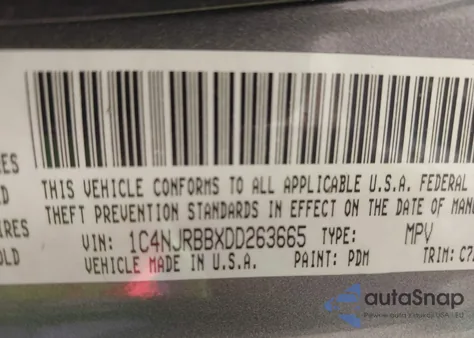 RES
THIS VEHICLE CONFORMS TO ALL APPLICABLE U.S.A. FEDERAL
THEFT PREVENTION STANDARDS IN EFFECT ON THE DATE OF MAN
IRES
VIN: 1C4NJRBBXDD263665 TYPE: MPV
OLD
VEHICLE MADE IN U.S.A. PAINT: PDM TRIM: C7
autoSnap